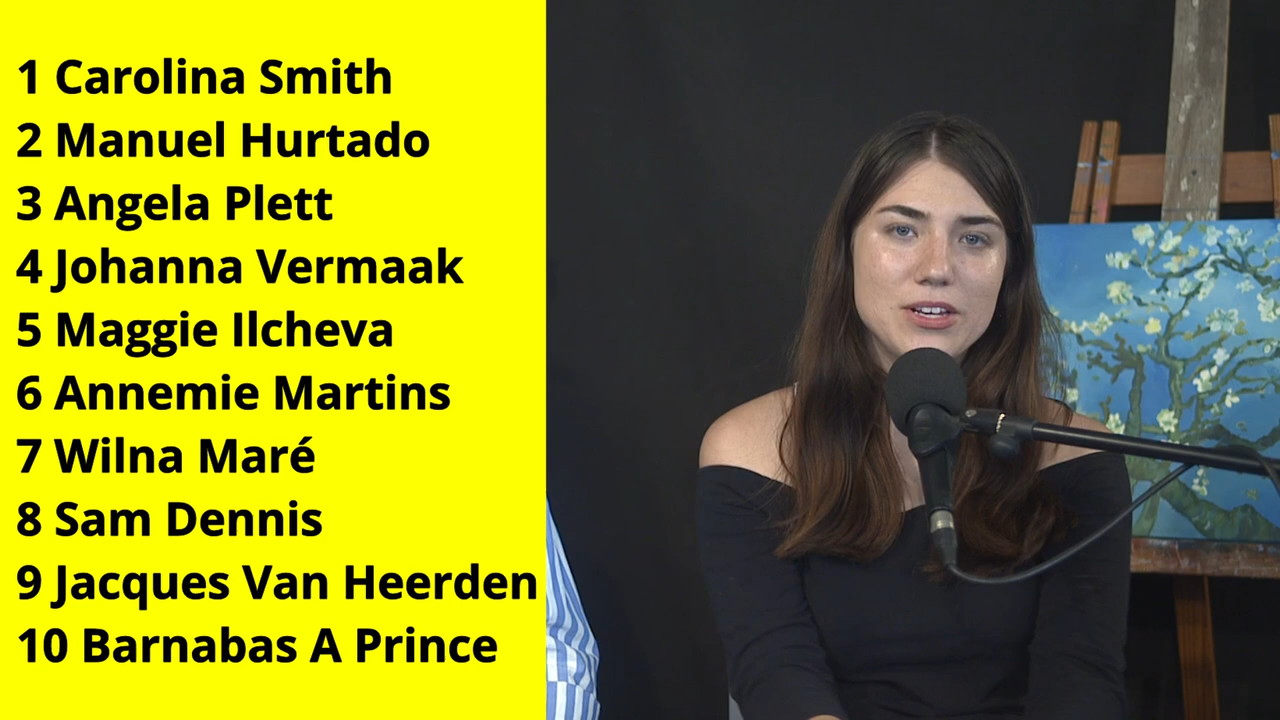 1 Carolina Smith
2 Manuel Hurtado
3 Angela Plett
4 Johanna Vermaak
5 Maggie Ilcheva
6 Annemie Martins
7 Wilna Maré
8 Sam Dennis
9 Jacques Van Heerden
10 Barnabas A Prince